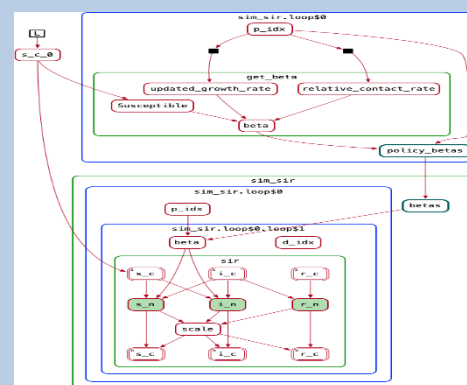 sim_sir.loop$0
p_idx
L
s_c_0
get_beta
updated_growth_rate
relative_contact_rate
Susceptible
beta
policy_betas
sim_sir
sim_sir.loop$0
betas
p_idx
sim_sir.loop$0.loop$1
beta
d_idx
sir
s_c
i_c
r_c
s_n
i_n
r_n
scale
s_c
i_c
r_c